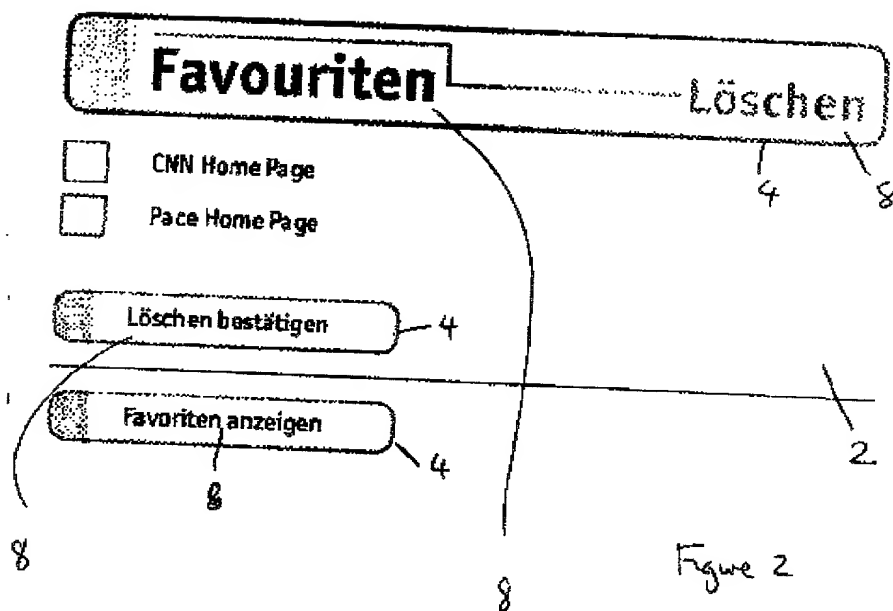 Favouriten Löschen
4 8
CNN Home Page
Pace Home Page
Löschen bestätigen 4
Favoriten anzeigen
8 4 2
8 8
Figure 2